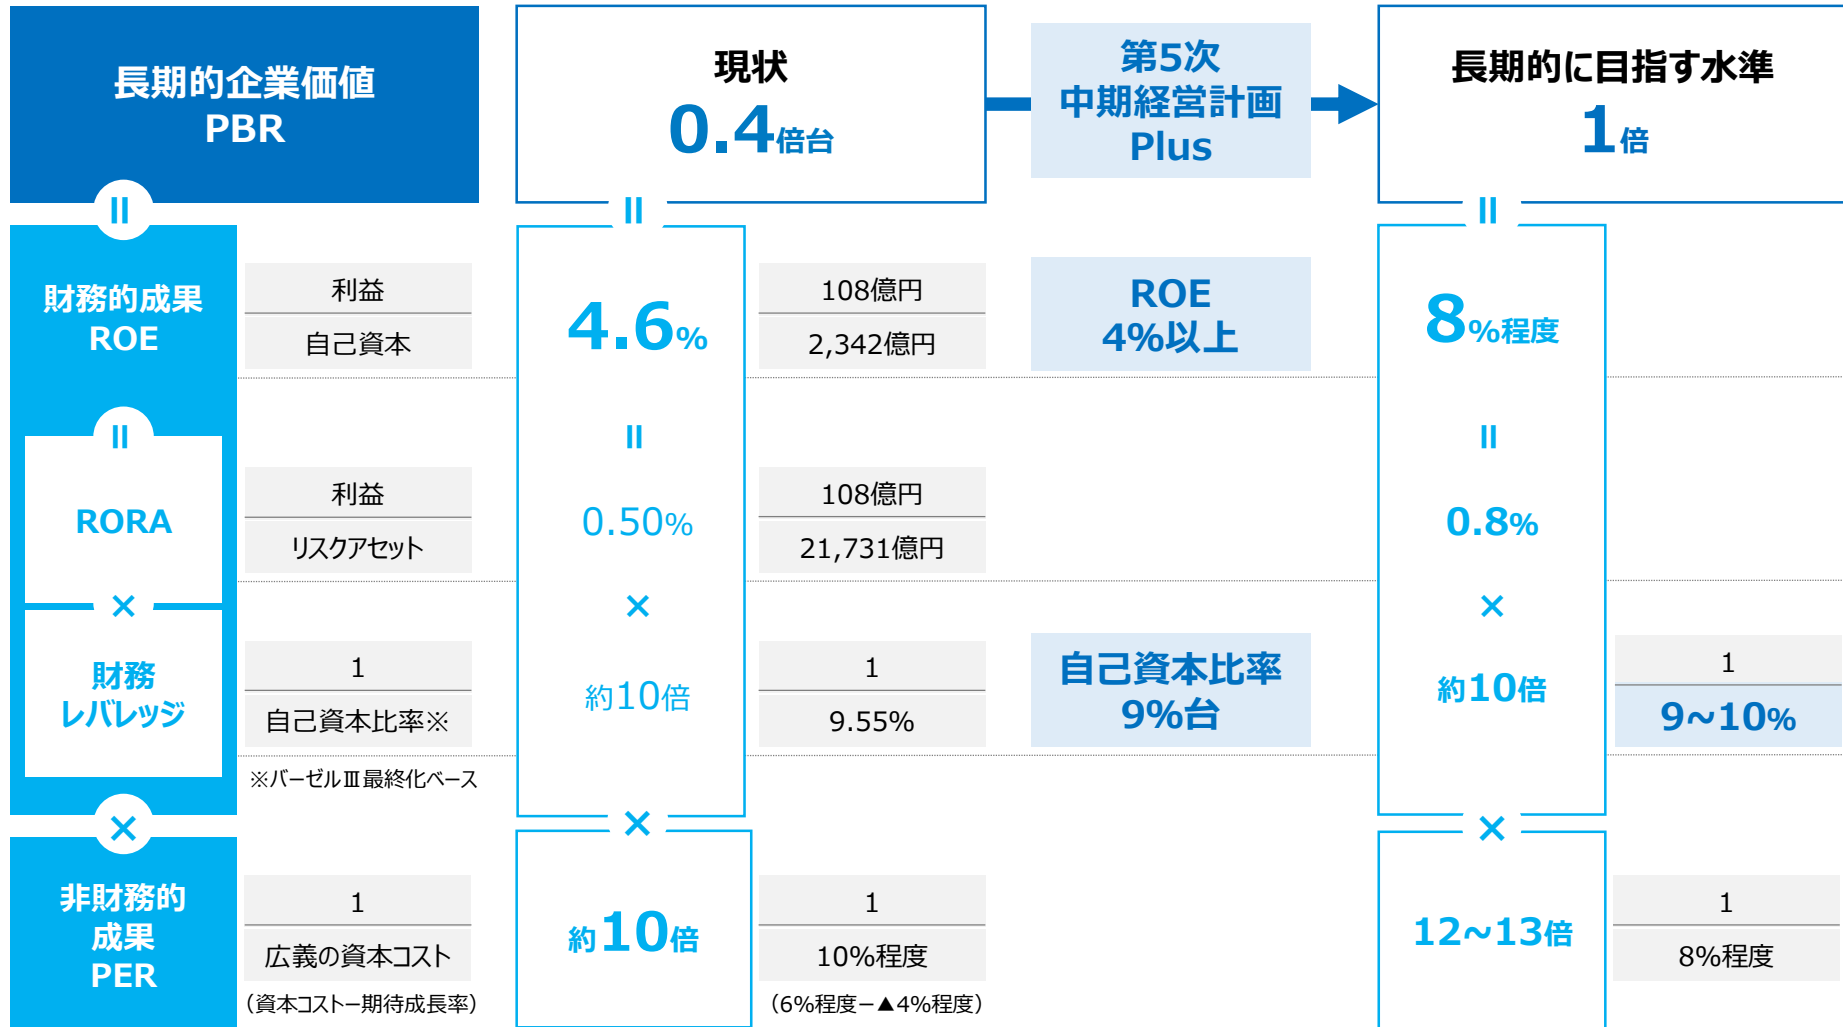 長期的企業価値
PBR
現状
0.4倍台
第5次
中期経営計画
Plus
長期的に目指す水準
1倍
=
=
=
財務的成果
ROE
利益
自己資本
4.6%
108億円
2,342億円
ROE
4%以上
8%程度
=
=
=
RORA
利益
リスクアセット
0.50%
108億円
21,731億円
0.8%
×
×
×
財務
レバレッジ
1
自己資本比率※
約10倍
1
9.55%
自己資本比率
9%台
約10倍
1
9~10%
※バーゼルⅢ最終化ベース
×
×
×
非財務的
成果
PER
1
広義の資本コスト
(資本コストー期待成長率)
約10倍
1
10%程度
(6%程度－▲4%程度)
12~13倍
1
8%程度